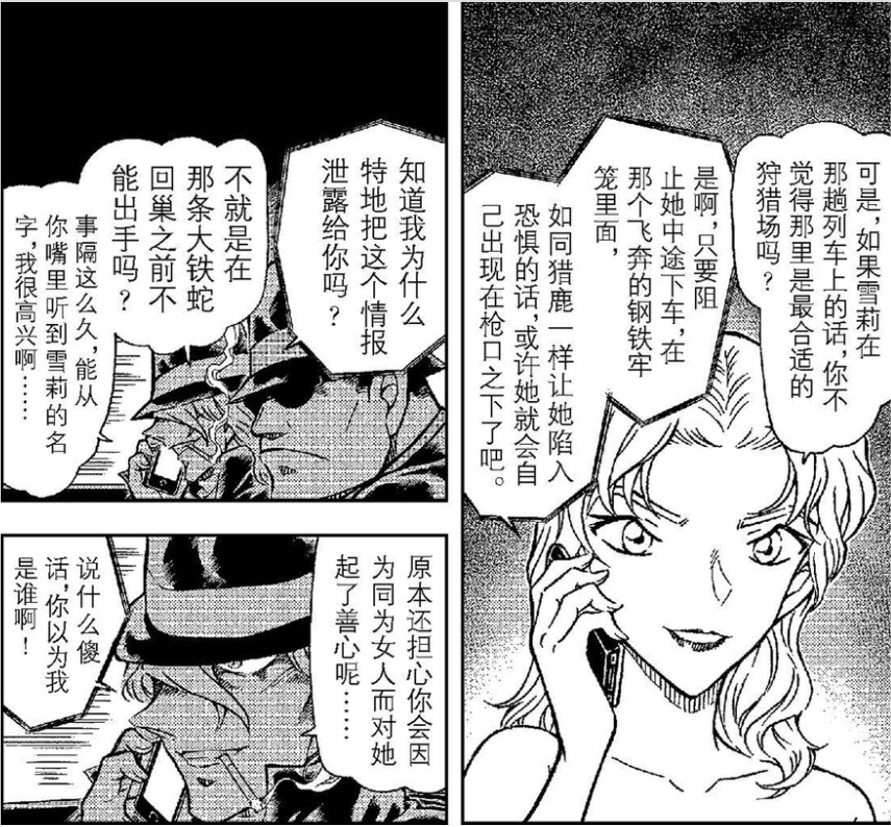 可是，如果雪莉在
那趟列车上的话，你不
觉得那里是最合适的
狩猎场吗？
是啊，只要阻
止她中途下车，在
那个飞奔的钢铁牢
笼里面，
如同猎鹿一样让她陷入
恐惧的话，或许她就会自
己出现在枪口之下了吧。
知道我为什么
特地把这个情报
泄露给你吗？
不就是在
那条大铁蛇
回巢之前不
能出手吗？
事隔这么久，能从
你嘴里听到雪莉的名
字，我很高兴啊……
原本还担心你会因
为同为女人而对她
起了善心呢……
说什么傻
话，你以为我
是谁啊！